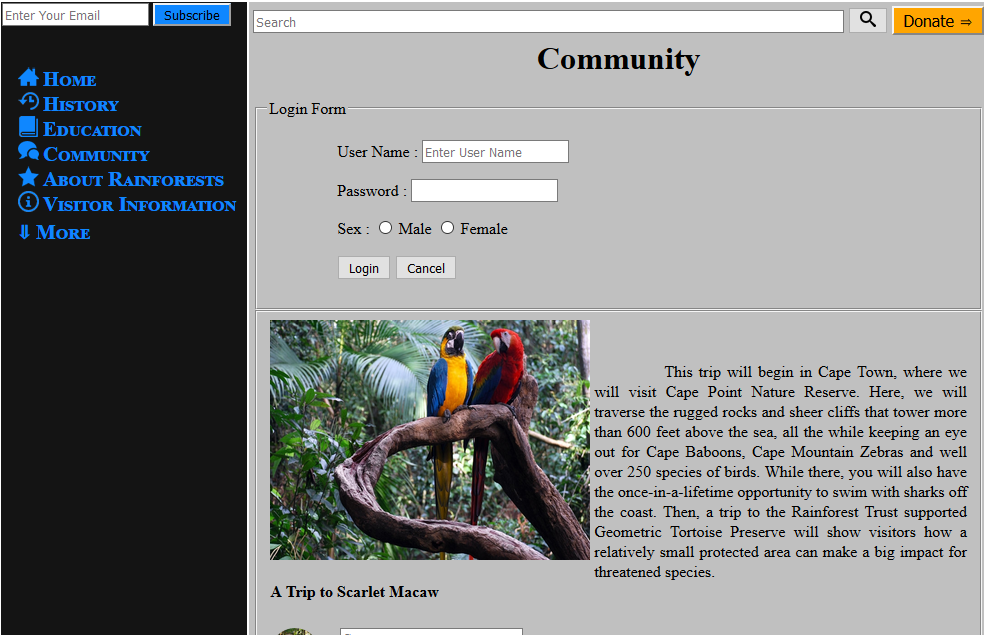 Enter Your Email Subscribe
Search Donate ⇒
Home
History
Education
Community
About Rainforests
Visitor Information
⇓ More
Community
Login Form
User Name : Enter User Name
Password :
Sex : Male Female
Login Cancel
This trip will begin in Cape Town, where we
will visit Cape Point Nature Reserve. Here, we will
traverse the rugged rocks and sheer cliffs that tower more
than 600 feet above the sea, all the while keeping an eye
out for Cape Baboons, Cape Mountain Zebras and well
over 250 species of birds. While there, you will also have
the once-in-a-lifetime opportunity to swim with sharks off
the coast. Then, a trip to the Rainforest Trust supported
Geometric Tortoise Preserve will show visitors how a
relatively small protected area can make a big impact for
threatened species.
A Trip to Scarlet Macaw